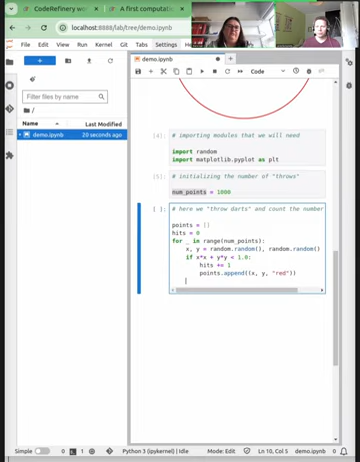 CodeRefinery wo
A first computation
localhost:8888/lab/tree/demo.ipynb
File Edit View Run Kernel Git Tabs Settings Help
Filter files by name
/
Name
Last Modified
demo.ipynb
20 seconds ago
demo.ipynb
Code
[4]:
# importing modules that we will need
import random
import matplotlib.pyplot as plt
[5]:
# initializing the number of "throws"
num_points = 1000
[ ]:
# here we "throw darts" and count the number
points = []
hits = 0
for _ in range(num_points):
x, y = random.random(), random.random()
if x*x + y*y < 1.0:
hits += 1
points.append((x, y, "red"))
Simple
0
1
Python 3 (ipykernel) | Idle
Mode: Edit
Ln 10, Col 5
demo.ipynb
0